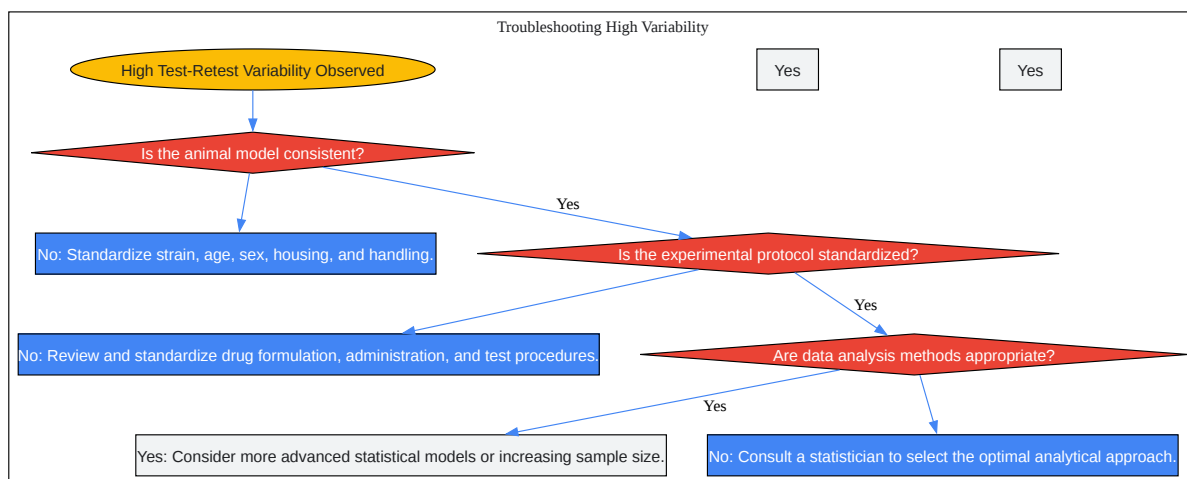 Troubleshooting High Variability
High Test-Retest Variability Observed
Yes
Yes
Is the animal model consistent?
Yes
No: Standardize strain, age, sex, housing, and handling.
Is the experimental protocol standardized?
Yes
No: Review and standardize drug formulation, administration, and test procedures.
Are data analysis methods appropriate?
Yes
Yes: Consider more advanced statistical models or increasing sample size.
No: Consult a statistician to select the optimal analytical approach.